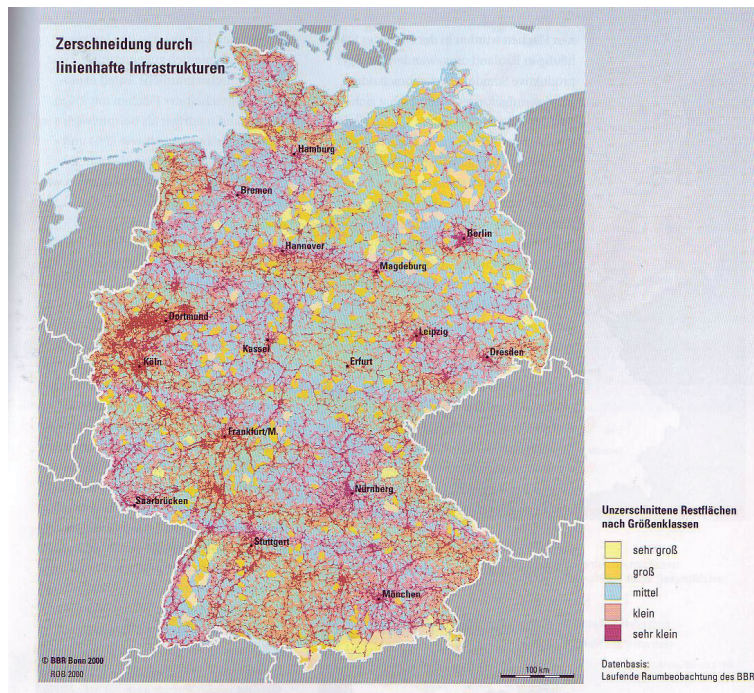 Zerschneidung durch
linienhafte Infrastrukturen
Hamburg
Bremen
Berlin
Hannover
Magdeburg
Dortmund
Leipzig
Kassel
Dresden
Köln
Erfurt
Frankfurt/M.
Nürnberg
Saarbrücken
Stuttgart
München
Unzerschnittene Restflächen
nach Größenklassen
sehr groß
groß
mittel
klein
sehr klein
© BBR Bonn 2000
ROB 2000
100 km
Datenbasis:
Laufende Raumbeobachtung des BBR